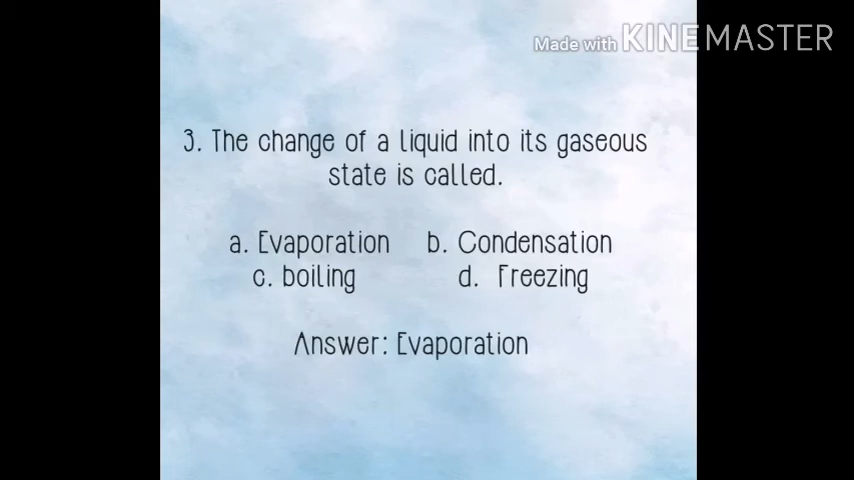 Made with KINEMASTER
3. The change of a liquid into its gaseous
state is called.
a. Evaporation b. Condensation
c. boiling d. Freezing
Answer: Evaporation